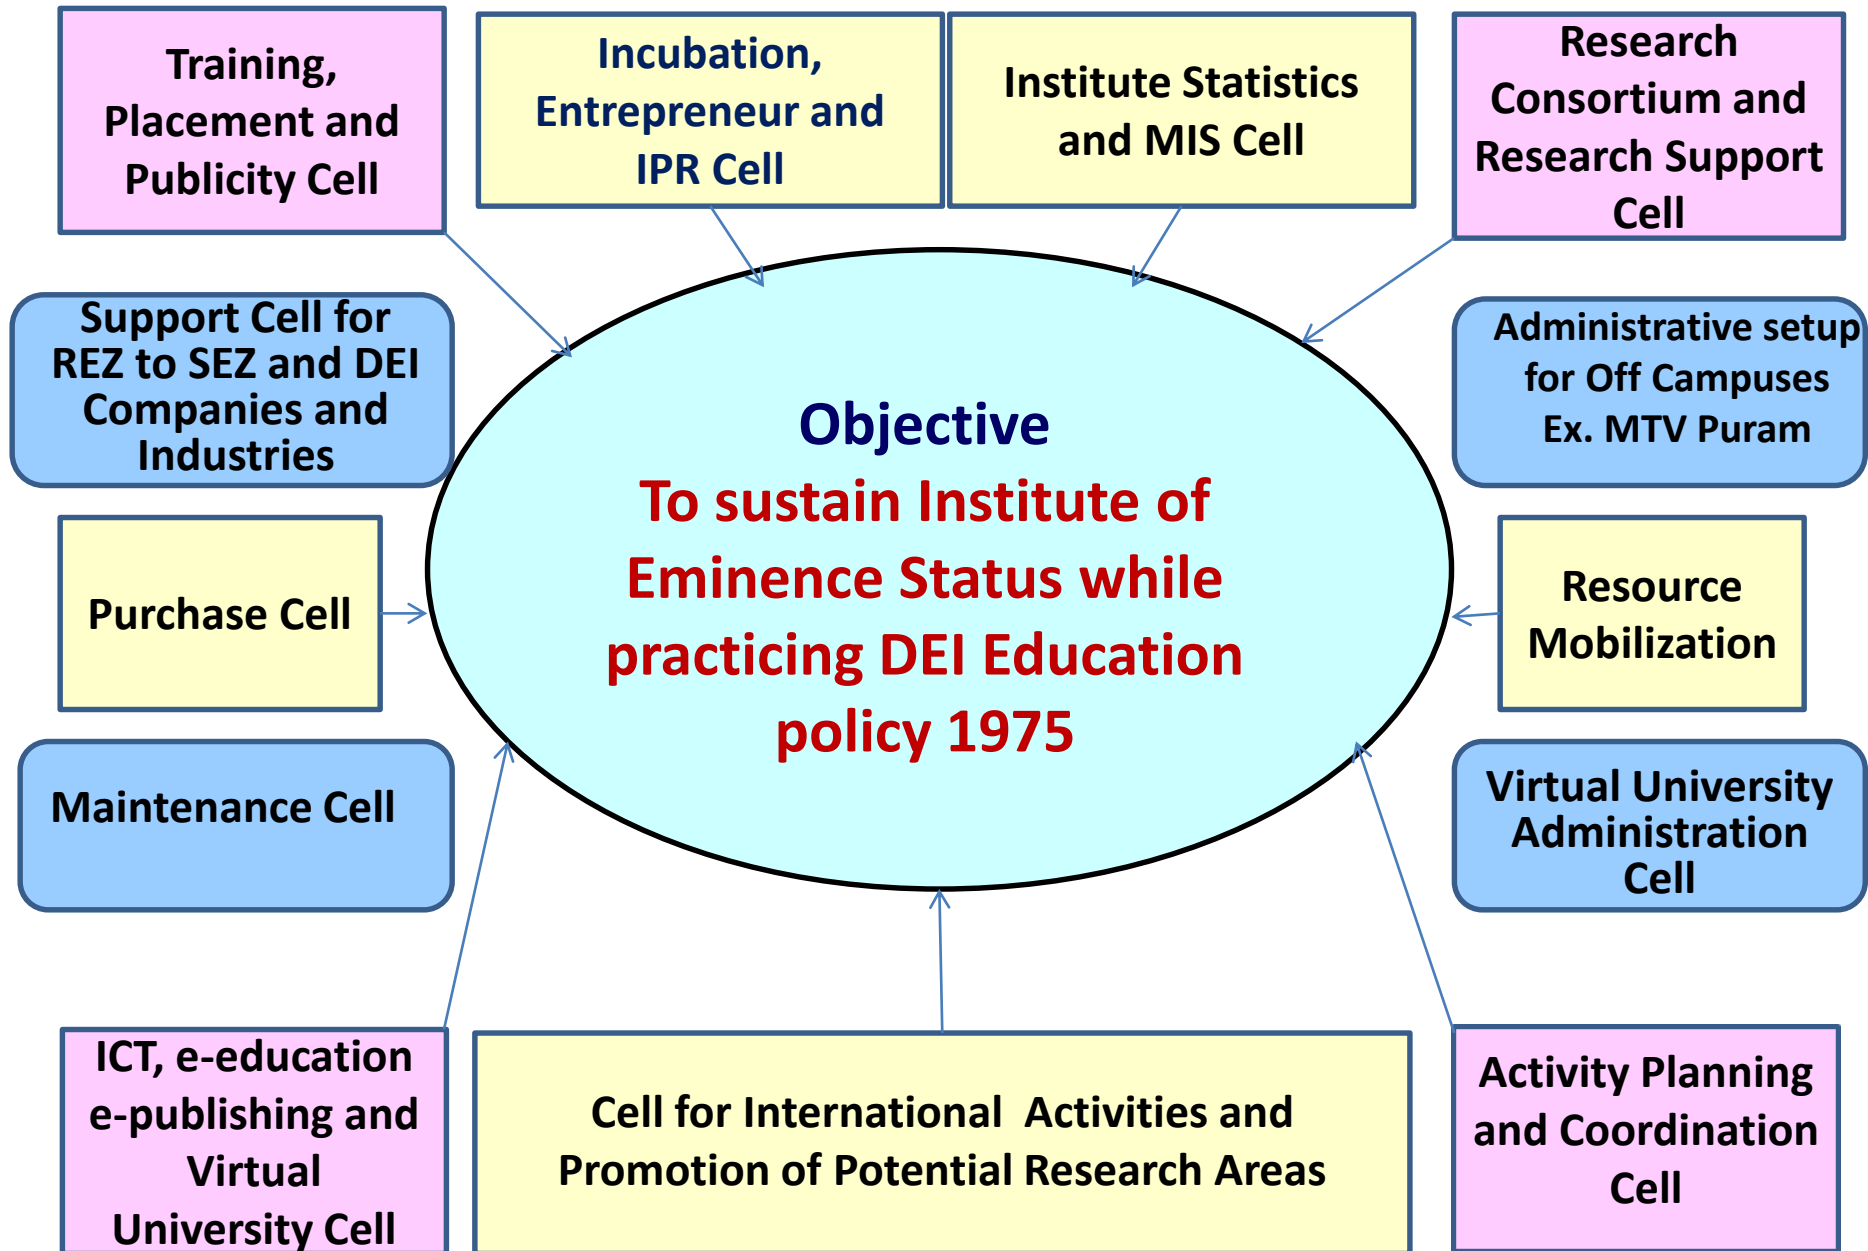 Training,
Placement and
Publicity Cell
Incubation,
Entrepreneur and
IPR Cell
Institute Statistics
and MIS Cell
Research
Consortium and
Research Support
Cell
Support Cell for
REZ to SEZ and DEI
Companies and
Industries
Administrative setup
for Off Campuses
Ex. MTV Puram
Objective
To sustain Institute of
Eminence Status while
practicing DEI Education
policy 1975
Purchase Cell
Resource
Mobilization
Maintenance Cell
Virtual University
Administration
Cell
ICT, e-education
e-publishing and
Virtual
University Cell
Cell for International Activities and
Promotion of Potential Research Areas
Activity Planning
and Coordination
Cell